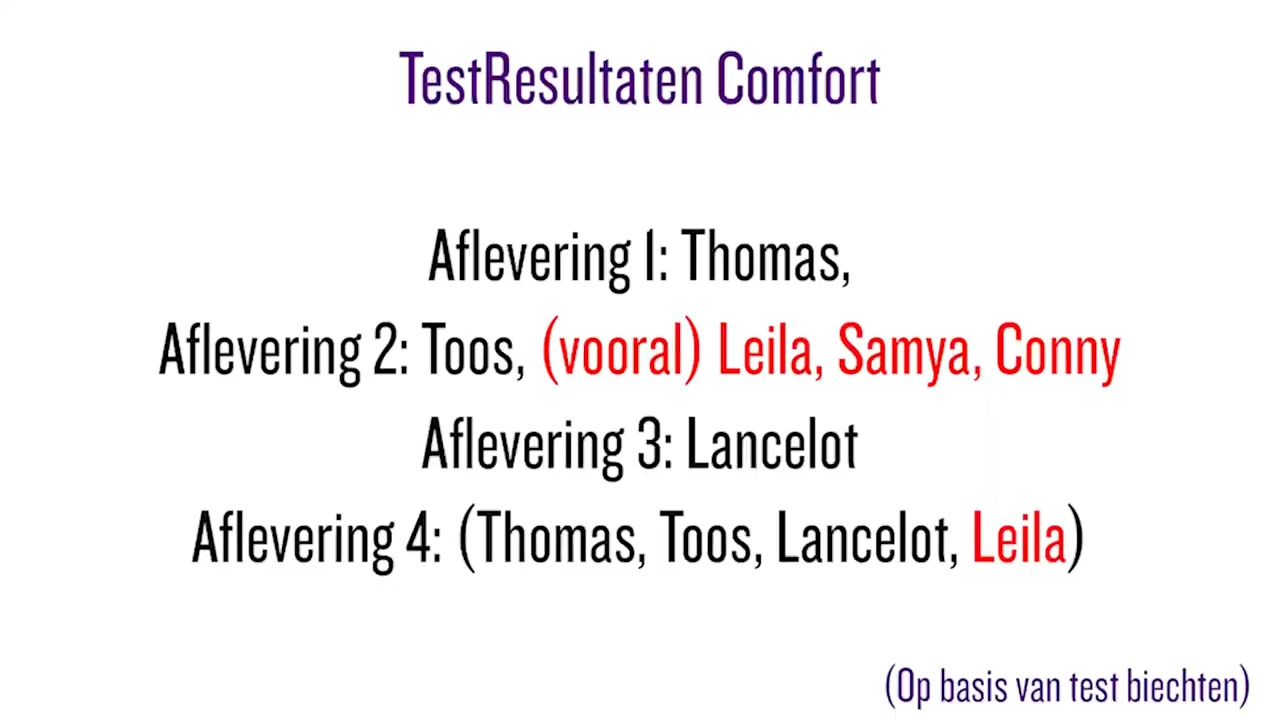 TestResultaten Comfort
Aflevering 1: Thomas,
Aflevering 2: Toos, (vooral) Leila, Samya, Conny
Aflevering 3: Lancelot
Aflevering 4: (Thomas, Toos, Lancelot, Leila)
(Op basis van test biechten)